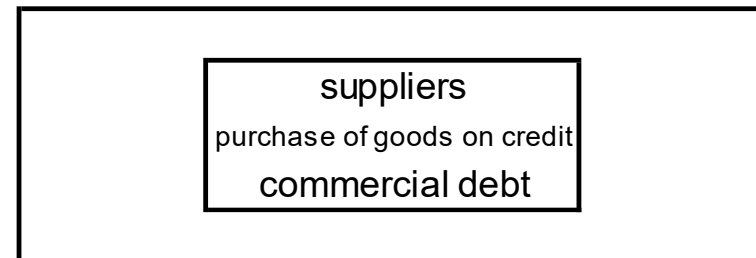 suppliers
purchase of goods on credit
commercial debt